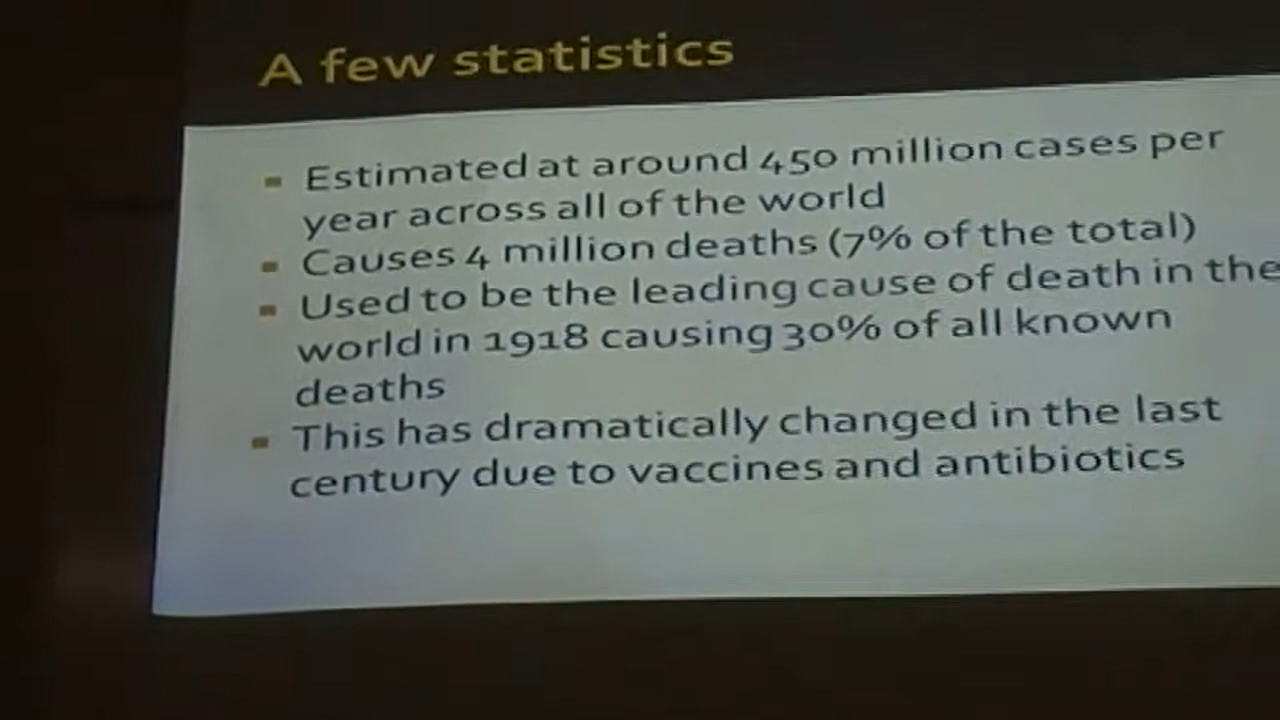 A few statistics
Estimated at around 450 million cases per
year across all of the world
Causes 4 million deaths (7% of the total)
Used to be the leading cause of death in the
world in 1918 causing 30% of all known
deaths
This has dramatically changed in the last
century due to vaccines and antibiotics